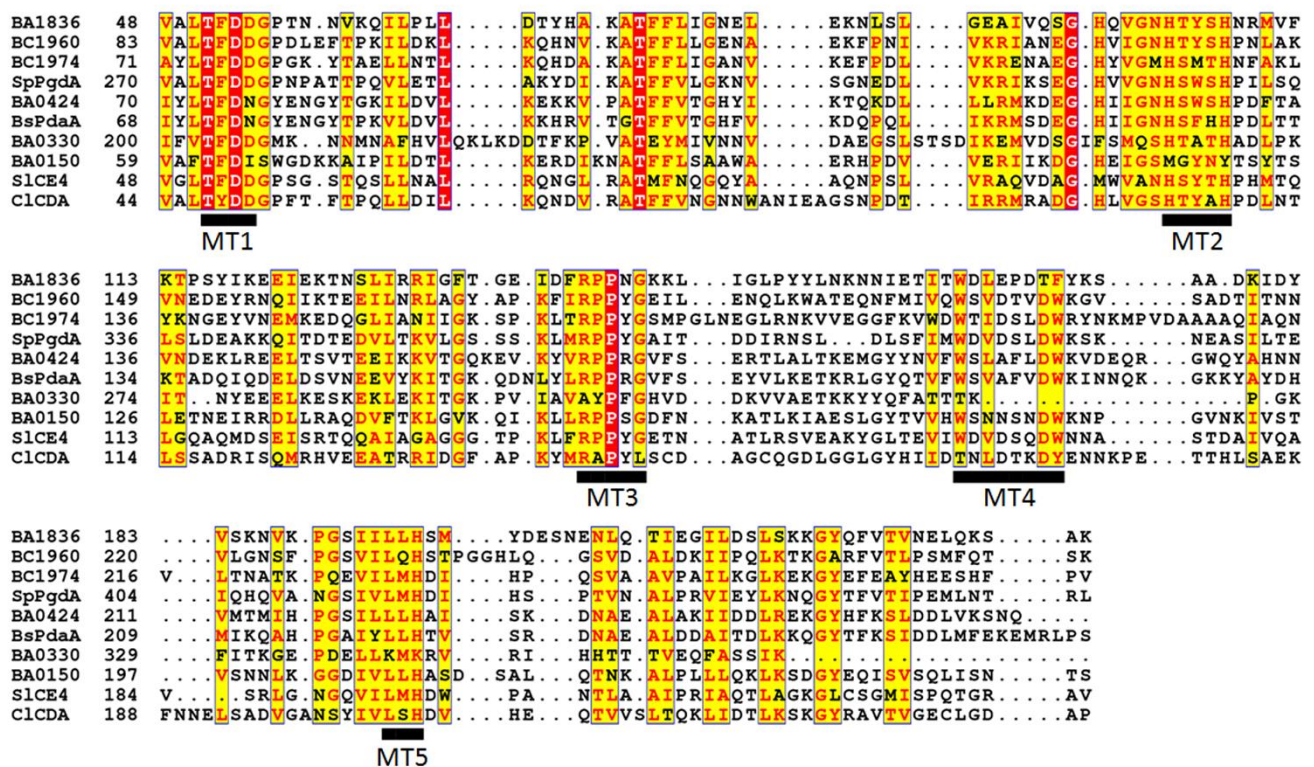 BA1836 48 VALTFDDGPTN.NVKQILPLL......DTYHA.KATFFLIGNEL....EKNLSL....GEAIVQSG.HQVGNHTYSHNRMVF
BC1960 83 VALTFDDGPDLEFTPKILDKL......KQHNV.KATFFLLGENA....EKFPNI....VKRIANEG.HVIGNHTYSHPNLAK
BC1974 71 AYLTFDDGPGK.YTAELLNTL......KQHDA.KATFFLIGANV....KEFPDL....VKRENAEG.HYVGMHSMTHNFAKL
SpPgdA 270 VALTFDDGPNPATTPQVLETL......AKYDI.KATFFVLGKNV....SGNEDL....VKRIKSEG.HVVGNHSWSHPILSQ
BA0424 70 IYLTFDNGYENGYTGKILDVL......KEKKV.PATFFVTGHYI....KTQKDL....LLRMKDEG.HIIGNHSWSHPDFTA
BsPdaA 68 IYLTFDNGYENGYTPKVLDVL......KKHRV.TGTFFVTGHFV....KDQPQL....IKRMSDEG.HIIGNHSFHHPDLTT
BA0330 200 IFVTFDDGMK..NNMNAFHVLQKLKDDTFKP.VATEYMIVNNV....DAEGSLSTSDIKEMVDSGIFSMQSHTATHADLPK
BA0150 59 VAFTFDISWGDKKAIPILDTL......KERDIKNATFFLSAAWA....ERHPDV....VERIIKDG.HEIGSMGYNYTSYTS
SlCE4 48 VGLTFDDGPSG.STQSLLNAL......RQNGL.RATMFNQGQYA....AQNPSL....VRAQVDAG.MWVANHSYTHPHMTQ
ClCDA 44 VALTYDDGPFT.FTPQLLDIL......KQNDV.RATFFVNGNNWANIEAGSNPDT....IRRMRADG.HLVGSHTYAHPDLNT
MT1 MT2
BA1836 113 KTPSYIKEEIEKTNSLIRRIGFT.GE.IDFRPPNGKKL...IGLPYYLNKNNIETITWDLEPDTFYKS......AA.DKIDY
BC1960 149 VNEDEYRNQIIKTEEILNRLAGY.AP.KFIRPPYGEIL...ENQLKWATEQNFMIVQWSVDTVDWKGV......SADTITNN
BC1974 136 YKNGEYVNEMKEDQGLIANIIGK.SP.KLTRPPYGSMPGLNEGLRNKVVEGGFKVWDWTIDSLDWRYNKMPVDAAAAQIAQN
SpPgdA 336 LSLDEAKKQITDTEDVLTKVLGS.SS.KLMRPPYGAIT...DDIRNSL...DLSFIMWDVDSLDWKSK......NEASILTE
BA0424 136 VNDEKLREELTSVTEEIKKVTGQKEV.KYVRPPRGVFS...ERTLALTKEMGYYNVFWSLAFLDWKVDEQR...GWQYAHNN
BsPdaA 134 KTADQIQDELDSVNEEVYKITGK.QDNLYLRPPRGVFS...EYVLKETKRLGYQTVFWSVAFVDWKINNQK...GKKYAYDH
BA0330 274 IT..NYEEELKESKEKLEKITGK.PV.IAVAYPFGHVD...DKVVAETKKYYQFATTTK...................P.GK
BA0150 126 LETNEIRRDLLRAQDVFTKLGVK.QI.KLLRPPSGDFN...KATLKIAESLGYTVVHWSNNSNDWKNP....GVNKIVST
SlCE4 113 LGQAQMDSEISRTQQAIAGAGGG.TP.KLFRPPYGETN...ATLRSVEAKYGLTEVIWDVDSQDWNNA......STDAIVQA
ClCDA 114 LSSADRISQMRHVEEATRRIDGF.AP.KYMRAPYLSCD...AGCQGDLGGLGYHIIDTNLDTKDYENNKPE...TTHLSAEK
MT3 MT4
BA1836 183 ....VSKNVK.PGSIILLHSM...YDESNENLQ.TIEGILDSLSKKGYQFVTVNELQKS.....AK
BC1960 220 ....VLGNSF.PGSVILQHSTPGGHLQ...GSVD.ALDKIIPQLKTKGARFVTLPSMFQT.....SK
BC1974 216 V...LTNATK.PQEVILMHDI...HP...QSVA.AVPAILKGLKEKGYEFEAYHEESHF.....PV
SpPgdA 404 ....IQHQVA.NGSIVLMHDI...HS...PTVN.ALPRVIEYLKNQGYTFVTIPEMLNT.....RL
BA0424 211 ....VMTMIH.PGSILLLHAI...SK...DNAE.ALAKIIDDLREKGYHFKSLDDLVKSNQ....
BsPdaA 209 ....MIKQAH.PGAIYLLHTV...SR...DNAE.ALDDAITDLKKQGYTFKSIDDLMFEKEMRLPS
BA0330 329 ....FITKGE.PDELLKMKRV...RI...HHTT.TVEQFASSIK......................
BA0150 197 ....VSNNLK.GGDIVLLHASD..SAL..QTNK.ALPLLLQKLKSDGYEQISVSQLISN.....TS
SlCE4 184 V...SRLG.NGQVILMHDW...PA...NTLA.AIPRIAQTLAGKGLCSGMISPQTGR.....AV
ClCDA 188 FNNELSADVGANSYIVLSHDV...HE...QTVVSLTQKLIDTLKSKGYRAVTVGECLGD.....AP
MT5